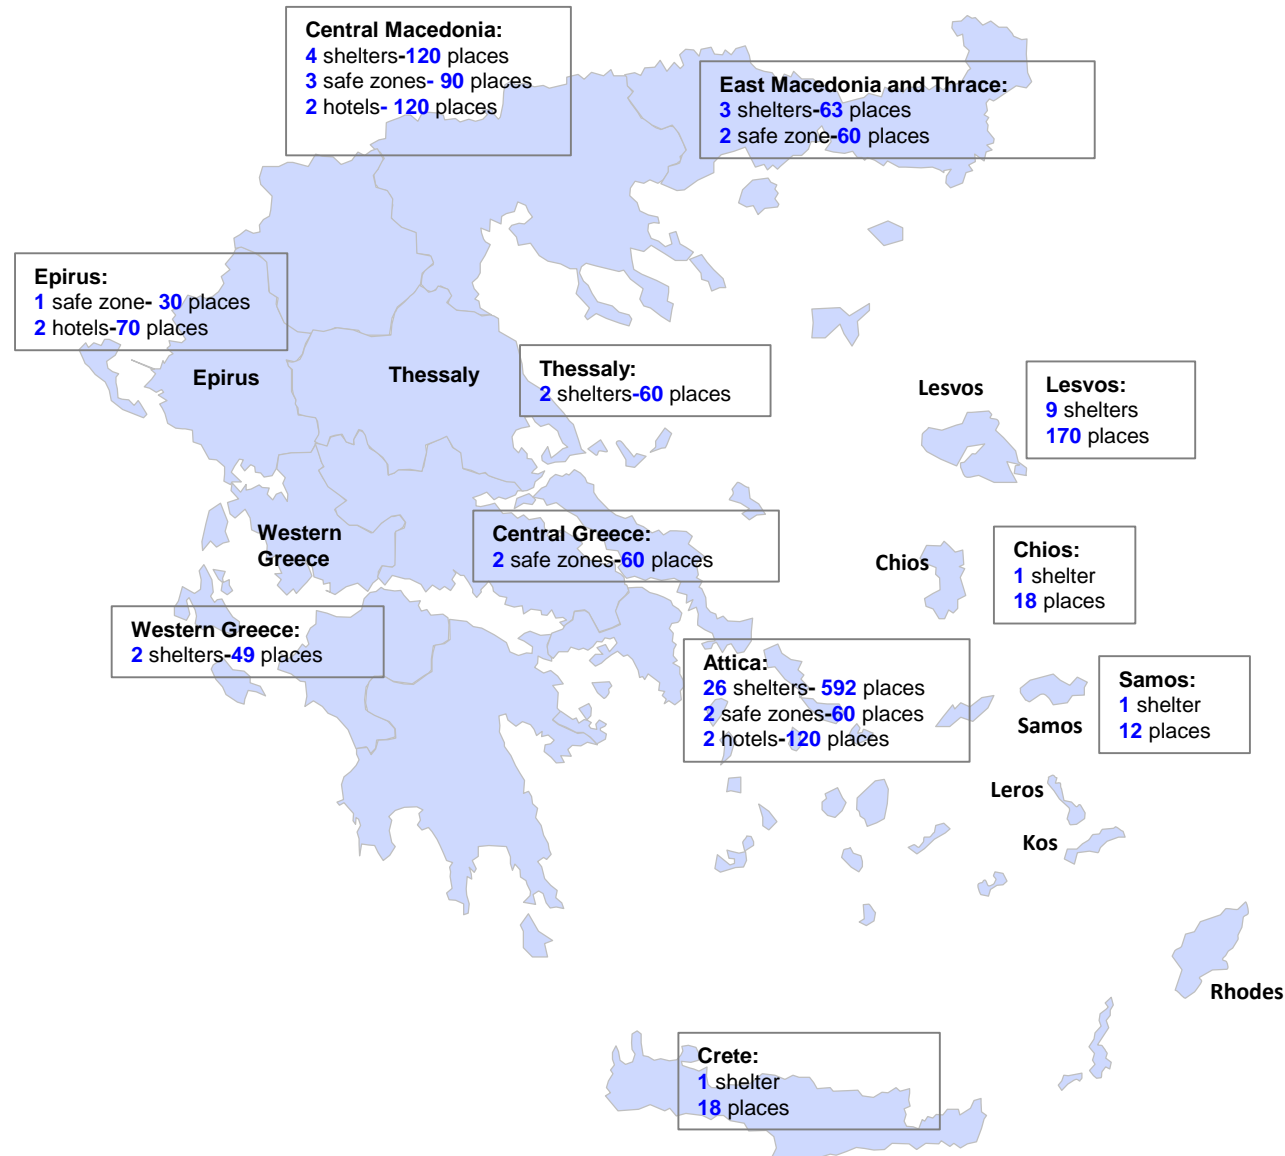 Central Macedonia:
4 shelters-120 places
3 safe zones- 90 places
2 hotels- 120 places
East Macedonia and Thrace:
3 shelters-63 places
2 safe zone-60 places
Epirus:
1 safe zone- 30 places
2 hotels-70 places
Epirus
Thessaly
Thessaly:
2 shelters-60 places
Lesvos
Lesvos:
9 shelters
170 places
Western
Greece
Central Greece:
2 safe zones-60 places
Chios
Chios:
1 shelter
18 places
Western Greece:
2 shelters-49 places
Attica:
26 shelters- 592 places
2 safe zones-60 places
2 hotels-120 places
Samos
Samos:
1 shelter
12 places
Leros
Kos
Rhodes
Crete:
1 shelter
18 places